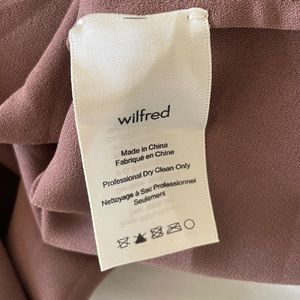 wilfred
Made in China
Fabriqué en Chine
Professional Dry Clean Only
Nettoyage à Sec Professionnel
Seulement